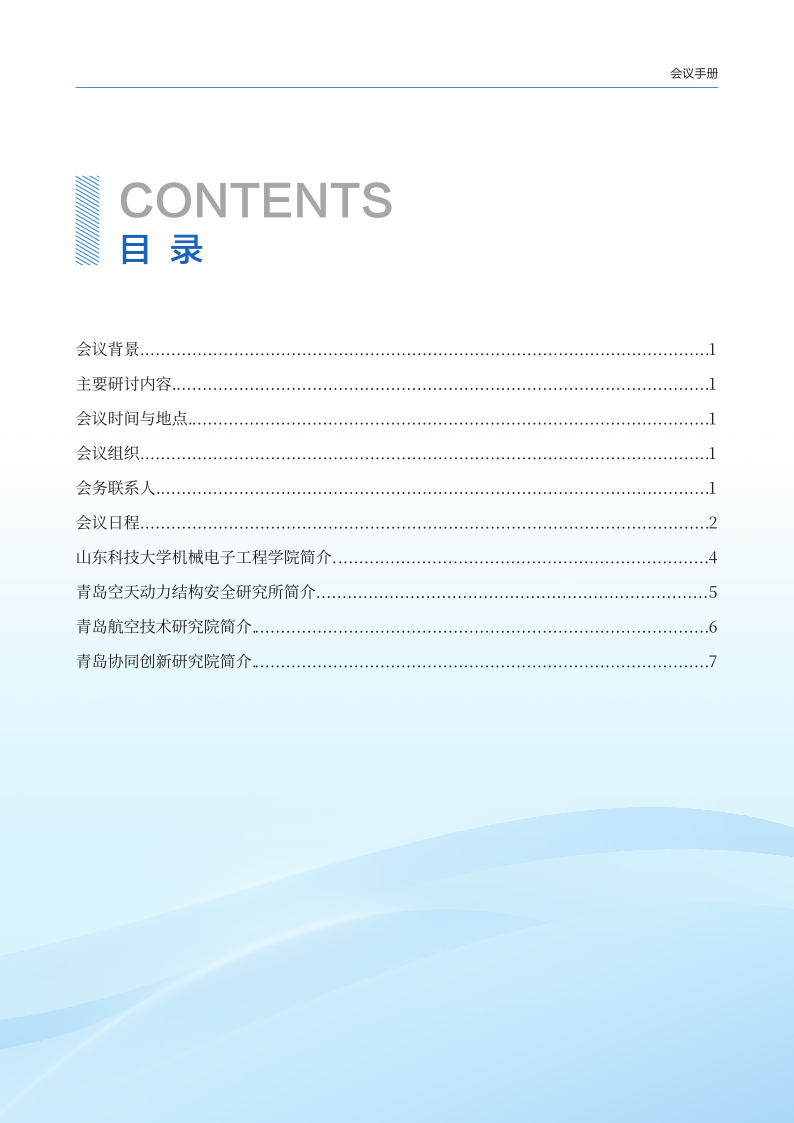 会议手册
CONTENTS
目 录
会议背景........................................................................................................1
主要研讨内容........................................................................................................1
会议时间与地点........................................................................................................1
会议组织........................................................................................................1
会务联系人........................................................................................................1
会议日程........................................................................................................2
山东科技大学机械电子工程学院简介........................................................................4
青岛空天动力结构安全研究所简介........................................................................5
青岛航空技术研究院简介........................................................................................6
青岛协同创新研究院简介........................................................................................7